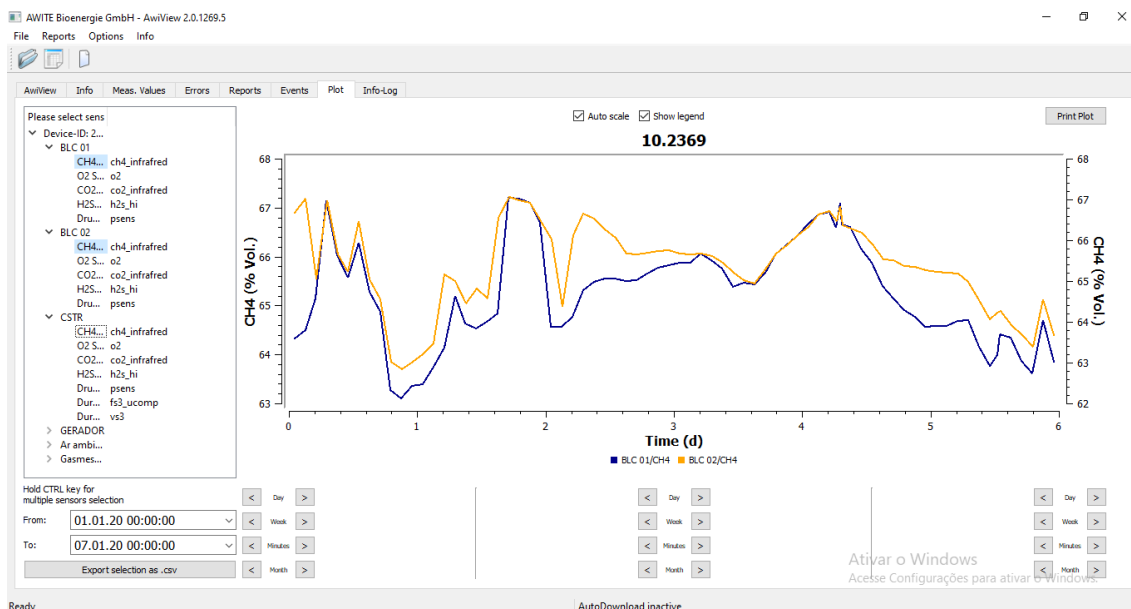 AWITE Bioenergie GmbH - AwiView 2.0.1269.5
File Reports Options Info
AwiView Info Meas. Values Errors Reports Events Plot Info-Log
Please select sens
Device-ID: 2...
BLC 01
CH4... ch4_infrafred
O2 S... o2
CO2... co2_infrafred
H2S... h2s_hi
Dru... psens
BLC 02
CH4... ch4_infrafred
O2 S... o2
CO2... co2_infrafred
H2S... h2s_hi
Dru... psens
CSTR
CH4... ch4_infrafred
O2 S... o2
CO2... co2_infrafred
H2S... h2s_hi
Dru... psens
Dur... fs3_ucomp
Dur... vs3
GERADOR
Ar ambi...
Gasmes...
Auto scale Show legend
Print Plot
10.2369
68
67
66
65
64
63
CH4 (% Vol.)
68
67
66
65
64
63
62
CH4 (% Vol.)
0 1 2 3 4 5 6
Time (d)
BLC 01/CH4 BLC 02/CH4
Hold CTRL key for
multiple sensors selection
From: 01.01.20 00:00:00
To: 07.01.20 00:00:00
Export selection as .csv
< Day > < Day > < Day >
< Week > < Week > < Week >
< Minutes > < Minutes > < Minutes >
< Month > < Month > < Month >
Ativar o Windows
Acesse Configurações para ativar o Windows.
Ready AutoDownload inactive